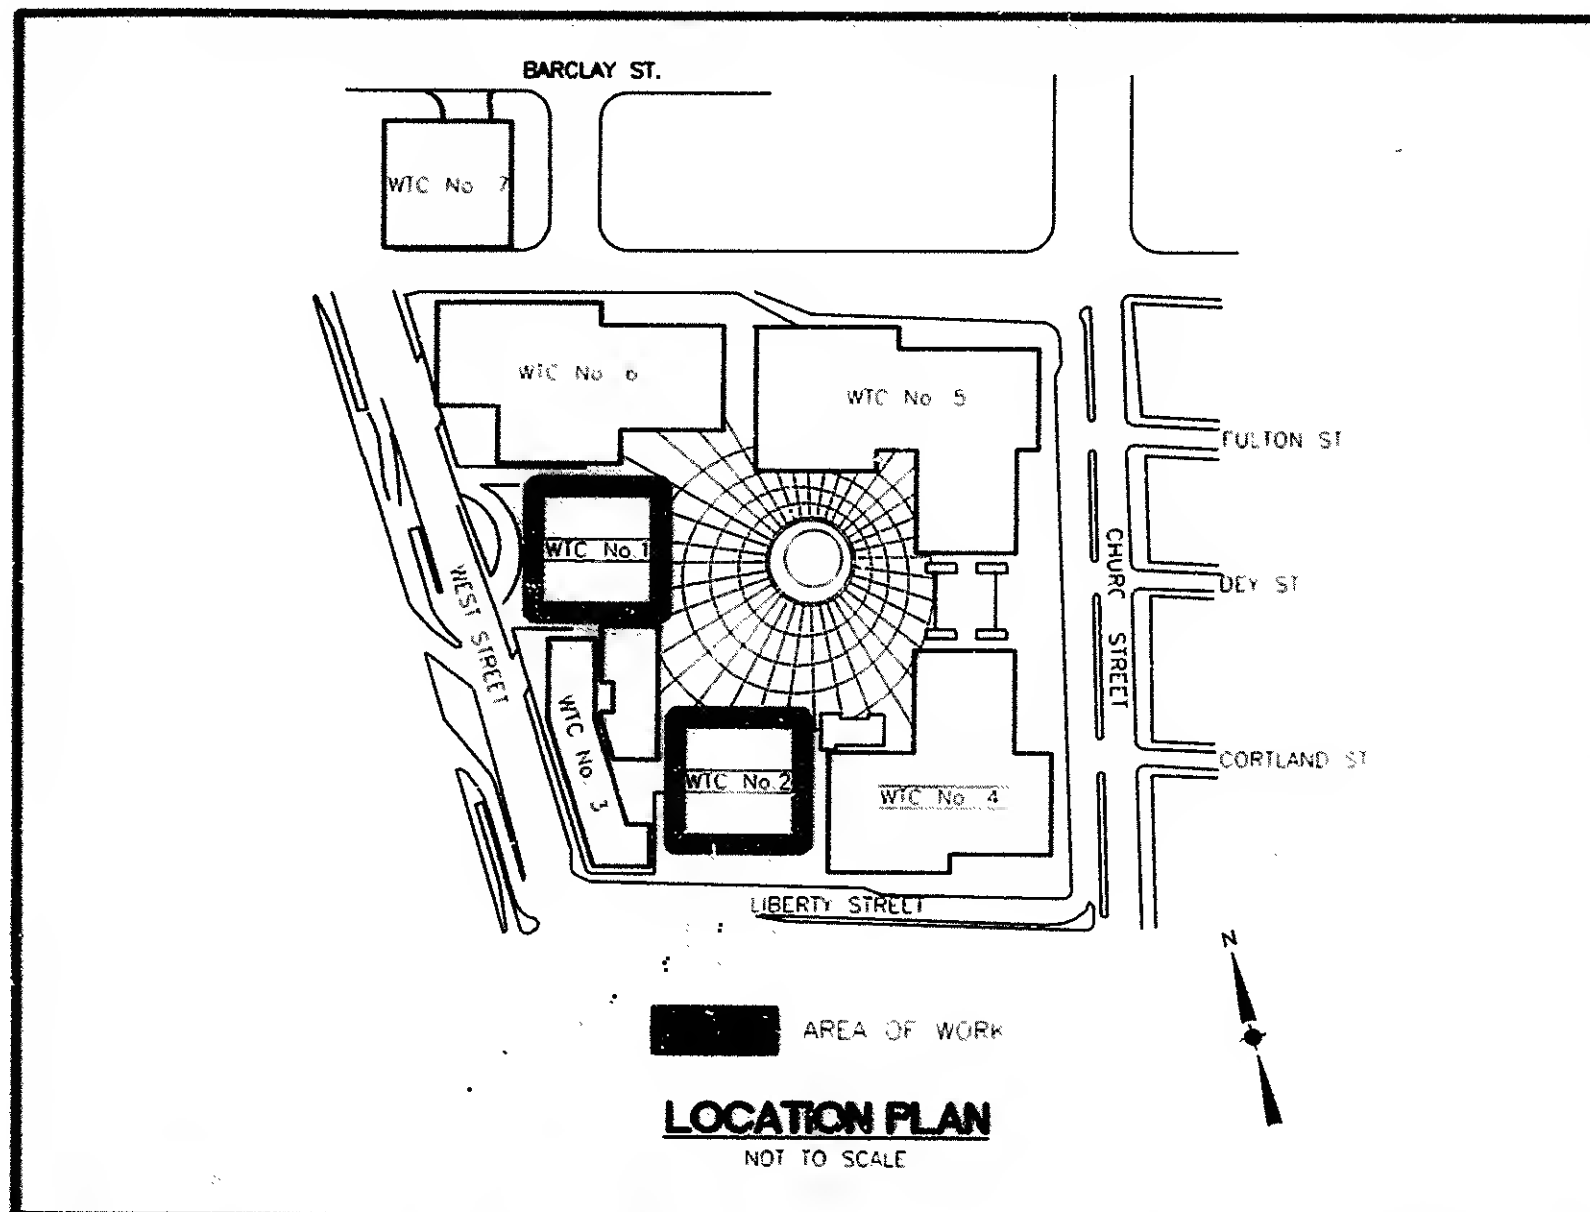 BARCLAY ST.
WTC No 7
WTC No 6
WTC No 5
FULTON ST
WTC No.1
CHURC STREET
DEY ST
WEST STREET
WTC No. 3
WTC No.2
WTC No. 4
CORTLAND ST
LIBERTY STREET
N
AREA OF WORK
LOCATION PLAN
NOT TO SCALE